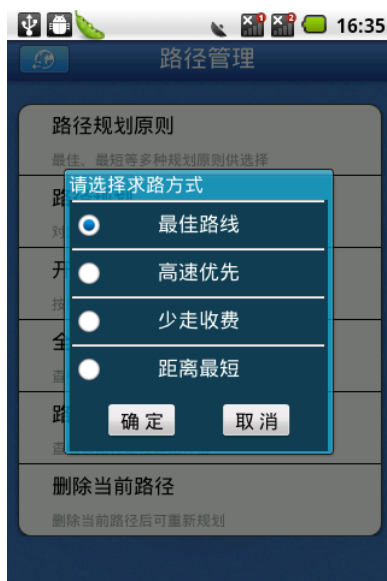 16:35
路径管理
路径规划原则
最佳、最短等多种规划原则供选择
请选择求路方式
最佳路线
高速优先
少走收费
距离最短
确定
取消
删除当前路径
删除当前路径后可重新规划